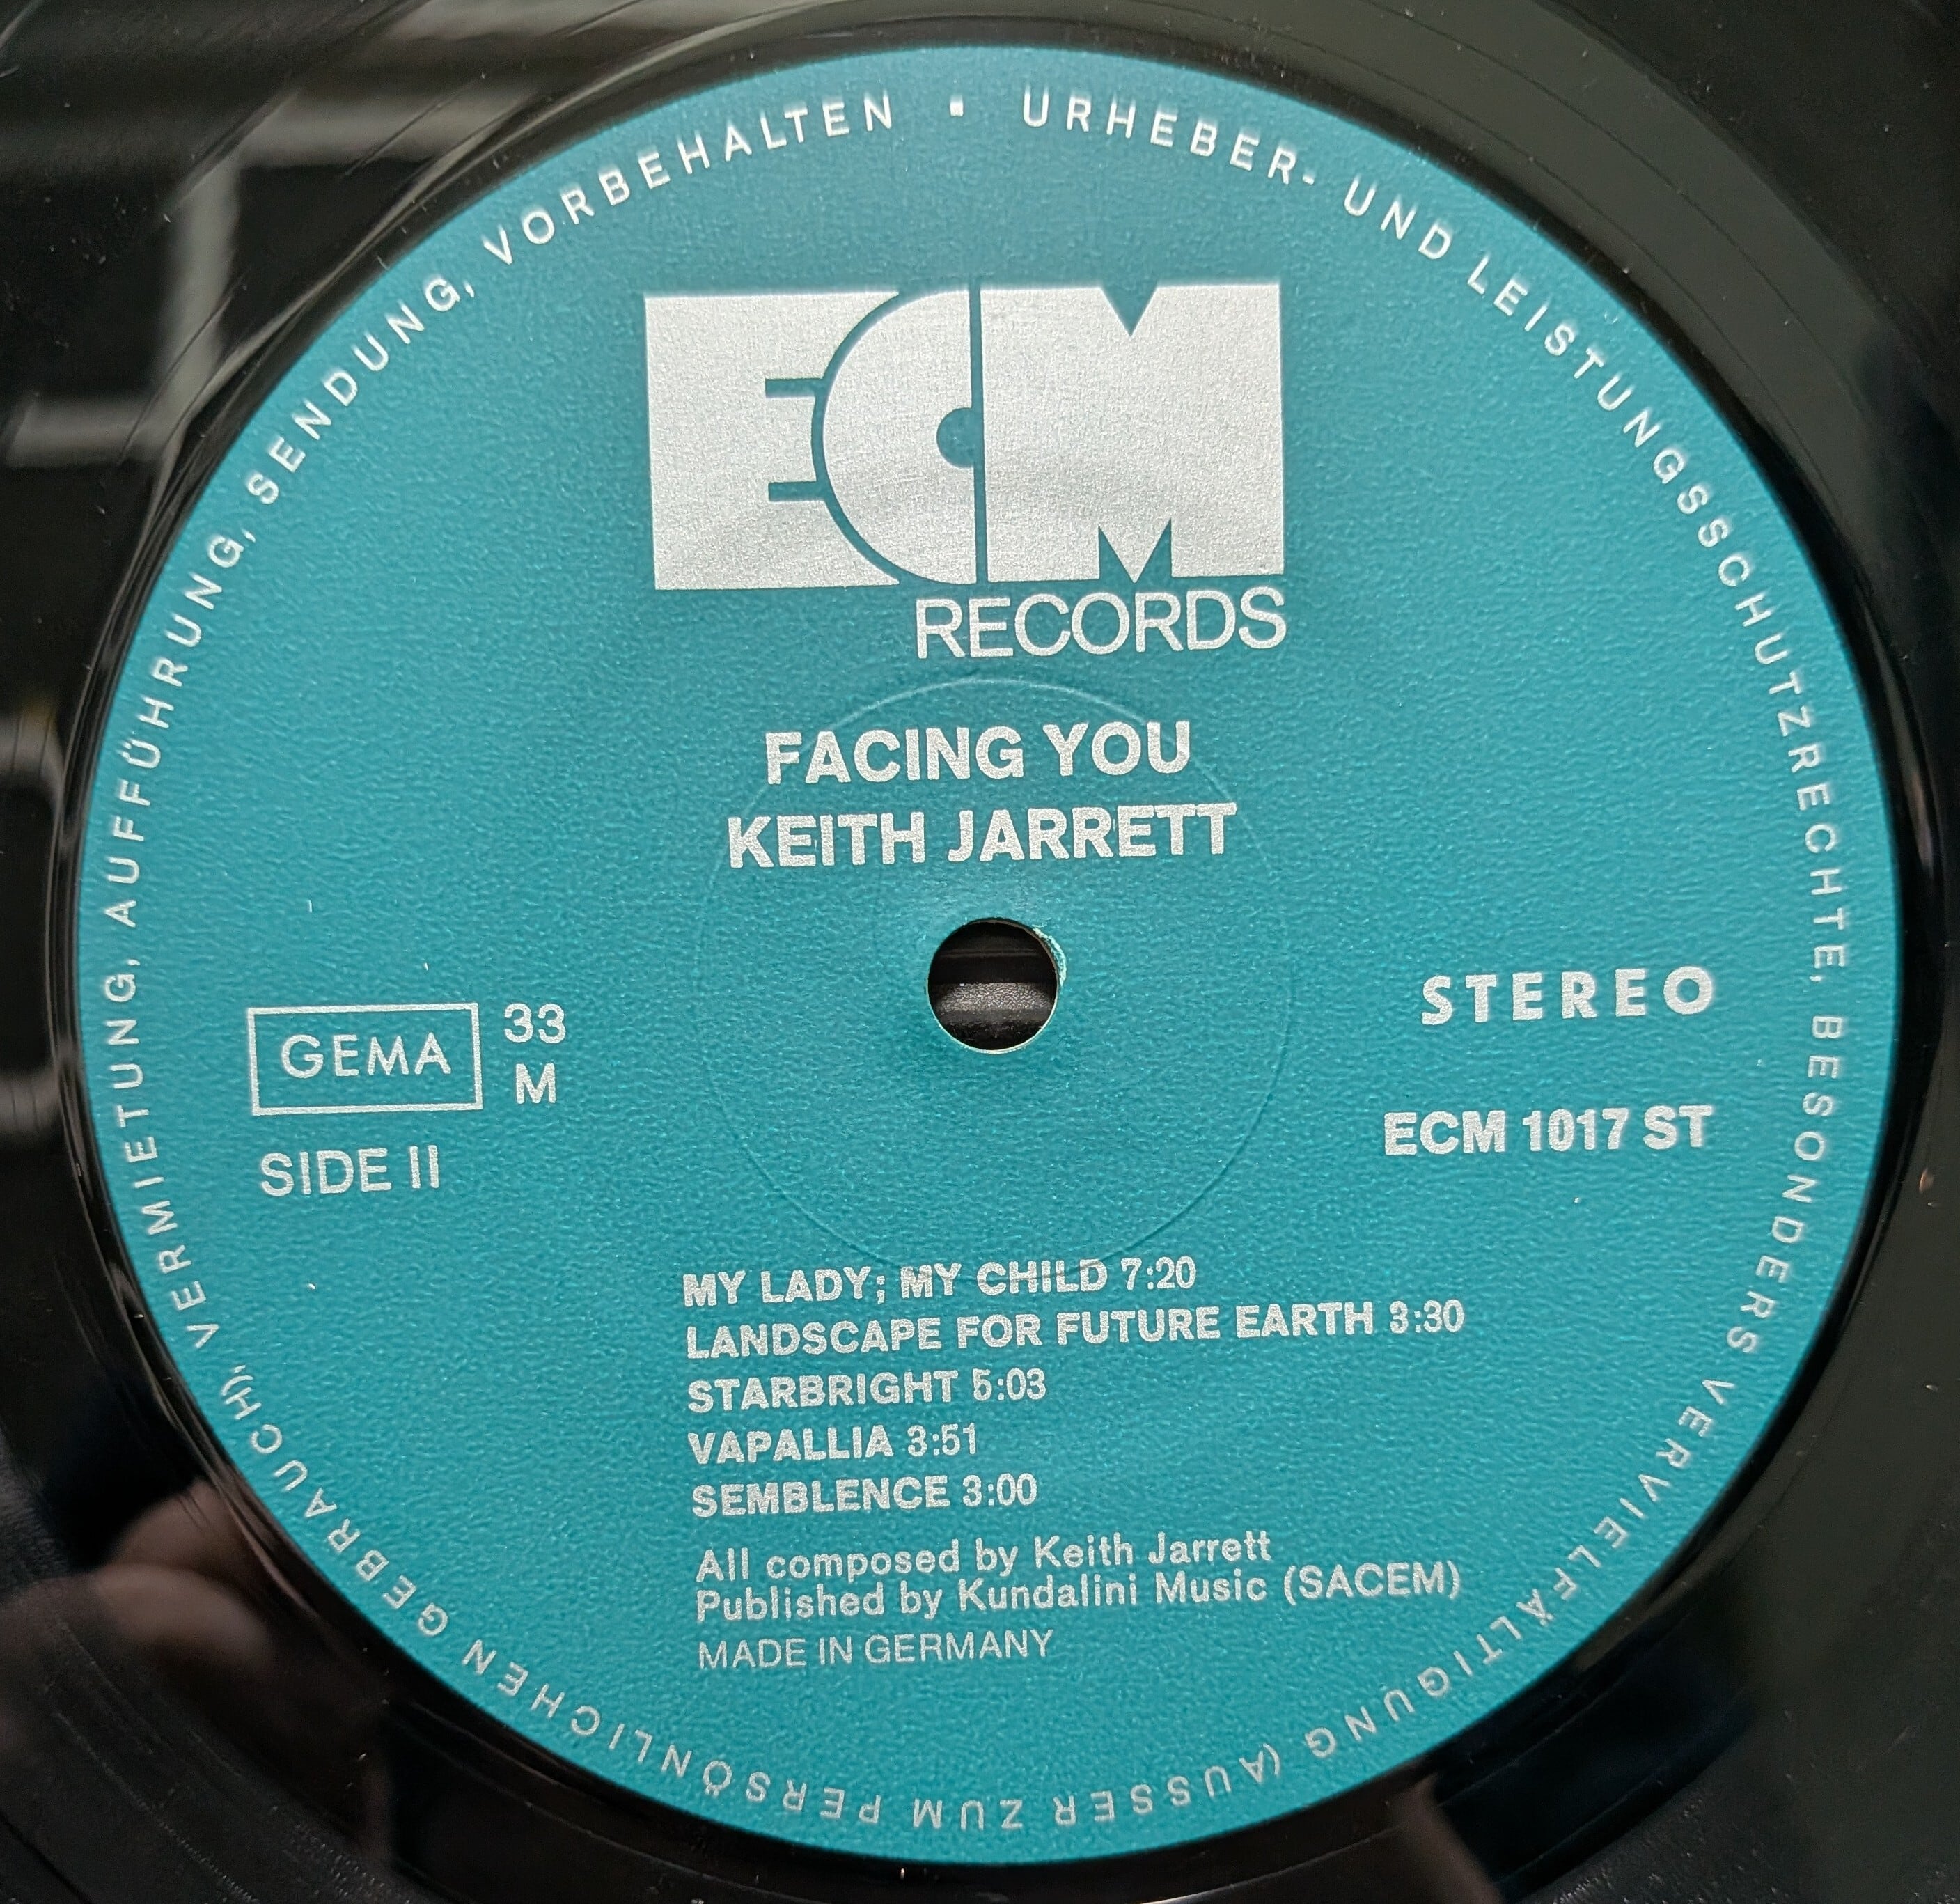 URHEBER- UND LEISTUNGSSCHUTZRECHTE, BESONDERS VERVIELFÄLTIGUNG (AUSSER ZUM PERSÖNLICHEN GEBRAUCH), VERMIETUNG, AUFFÜHRUNG, SENDUNG, VORBEHALTEN ▪
ECM
RECORDS
FACING YOU
KEITH JARRETT
GEMA
33
M
SIDE II
STEREO
ECM 1017 ST
MY LADY; MY CHILD 7:20
LANDSCAPE FOR FUTURE EARTH 3:30
STARBRIGHT 5:03
VAPALLIA 3:51
SEMBLENCE 3:00
All composed by Keith Jarrett
Published by Kundalini Music (SACEM)
MADE IN GERMANY